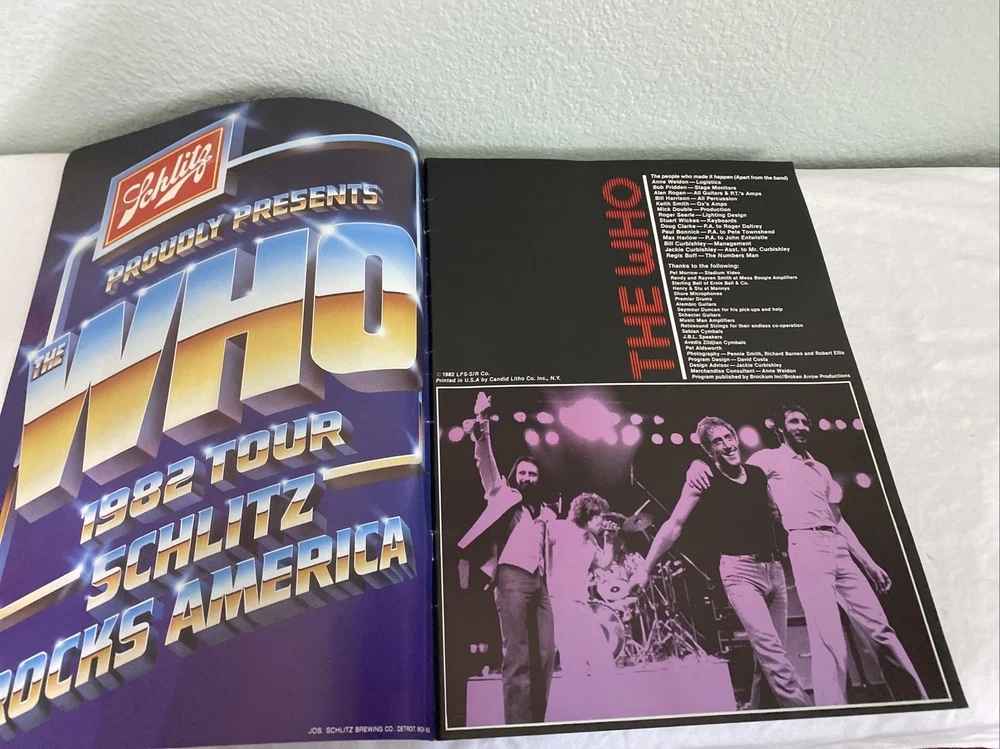 Schlitz
PROUDLY PRESENTS
THE
WHO
1982 TOUR
SCHLITZ
ROCKS AMERICA
JOS. SCHLITZ BREWING CO. DETROIT,
THE WHO
The people who made it happen (Apart from the band)
Anne Weldon—Logistics
Bob Pridden—Stage Monitors
Alan Rogan—All Guitars & P.T.'s Amps
Bill Harrison—All Percussion
Keith Smith—Ox's Amps
Mick Double—Production
Roger Searle—Lighting Design
Stuart Wickes—Keyboards
Doug Clarke—P.A. to Roger Daltrey
Paul Bonnick—P.A. to Pete Townshend
Max Harlow—P.A. to John Entwistle
Bill Curbishley—Management
Jackie Curbishley—Asst. to Mr. Curbishley
Regis Boff—The Numbers Man
Thanks to the following:
Pat Morrow—Stadium Video
Randy and Rayven Smith at Mesa Boogie Amplifiers
Sterling Ball of Ernie Ball & Co.
Henry & Stu at Mannys
Shure Microphones
Premier Drums
Alembic Guitars
Seymour Duncan for his pick-ups and help
Schecter Guitars
Music Man Amplifiers
Rotosound Strings for their endless co-operation
Sabian Cymbals
J.B.L. Speakers
Avedis Zildjian Cymbals
Pat Aldsworth
Photography—Pennie Smith, Richard Barnes and Robert Ellis
Program Design—David Costa
Design Advisor—Jackie Curbishley
Merchandise Consultant—Anne Weldon
Program published by Brockum Inc/Broken Arrow Productions
©1982 LFS-S/R Co.
Printed in U.S.A by Candid Litho Co. Inc., N.Y.